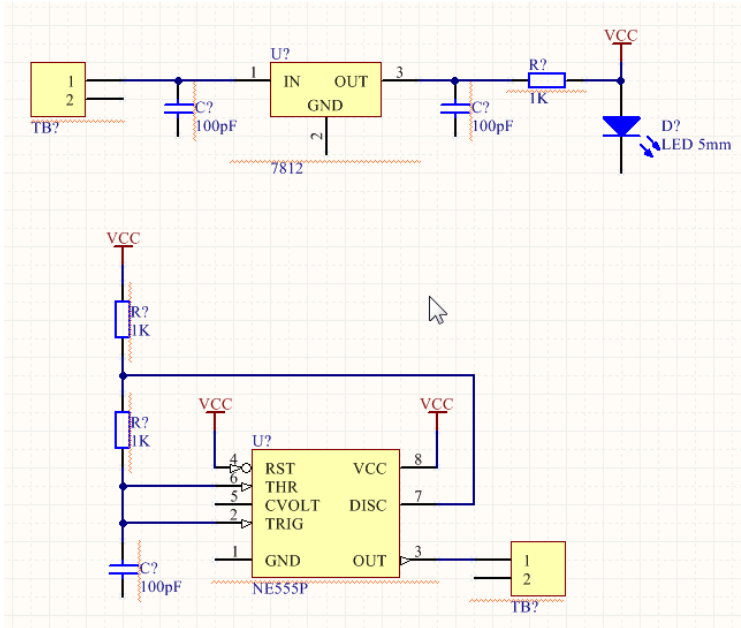 VCC
U?
R?
1
1
IN
OUT
3
2
GND
C?
C?
1K
TB?
100pF
100pF
D?
2
LED 5mm
7812
VCC
R?
1K
VCC
VCC
R?
1K
U?
4
RST
VCC
8
6
THR
5
CVOLT
DISC
7
2
TRIG
1
GND
OUT
3
1
C?
2
100pF
NE555P
TB?